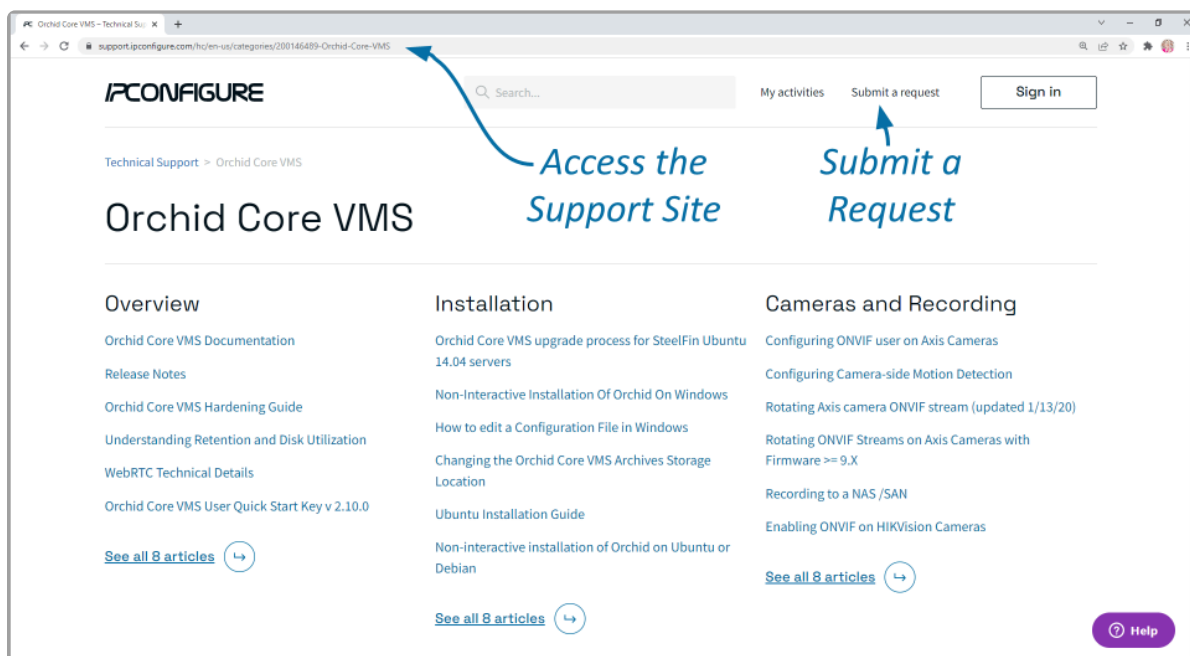 Orchid Core VMS – Technical Su
support.ipconfigure.com/hc/en-us/categories/200146489-Orchid-Core-VMS
IPCONFIGURE
Search...
My activities
Submit a request
Sign in
Technical Support > Orchid Core VMS
Access the
Support Site
Submit a
Request
Orchid Core VMS
Overview
Orchid Core VMS Documentation
Release Notes
Orchid Core VMS Hardening Guide
Understanding Retention and Disk Utilization
WebRTC Technical Details
Orchid Core VMS User Quick Start Key v 2.10.0
See all 8 articles
Installation
Orchid Core VMS upgrade process for SteelFin Ubuntu
14.04 servers
Non-Interactive Installation Of Orchid On Windows
How to edit a Configuration File in Windows
Changing the Orchid Core VMS Archives Storage
Location
Ubuntu Installation Guide
Non-interactive installation of Orchid on Ubuntu or
Debian
See all 8 articles
Cameras and Recording
Configuring ONVIF user on Axis Cameras
Configuring Camera-side Motion Detection
Rotating Axis camera ONVIF stream (updated 1/13/20)
Rotating ONVIF Streams on Axis Cameras with
Firmware >= 9.X
Recording to a NAS /SAN
Enabling ONVIF on HIKVision Cameras
See all 8 articles
Help